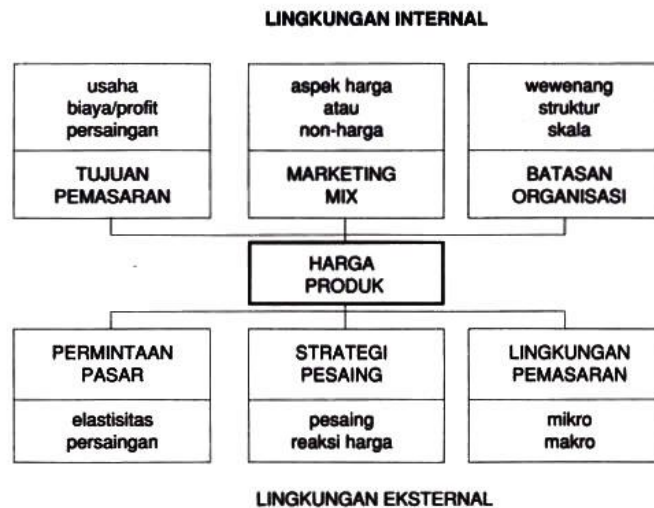 LINGKUNGAN INTERNAL
usaha
biaya/profit
persaingan
TUJUAN
PEMASARAN
aspek harga
atau
non-harga
MARKETING
MIX
wewenang
struktur
skala
BATASAN
ORGANISASI
HARGA
PRODUK
PERMINTAAN
PASAR
elastisitas
persaingan
STRATEGI
PESAING
pesaing
reaksi harga
LINGKUNGAN
PEMASARAN
mikro
makro
LINGKUNGAN EKSTERNAL